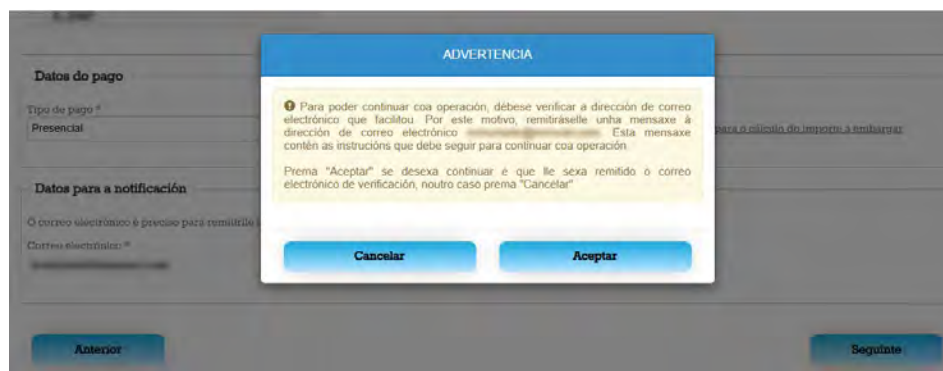 ADVERTENCIA
Datos do pago
Tipo de pago *
Presencial
Para poder continuar coa operación, débese verificar a dirección de correo
electrónico que facilitou. Por este motivo, remitiráselle unha mensaxe á
dirección de correo electrónico Esta mensaxe
contén as instrucións que debe seguir para continuar coa operación
para o cálculo do importe a embargar
Prema "Aceptar" se desexa continuar e que lle sexa remitido o correo
electrónico de verificación, noutro caso prema "Cancelar"
Datos para a notificación
O correo electrónico é preciso para remitirlle
Correo electrónico *
Cancelar
Aceptar
Anterior
Seguinte